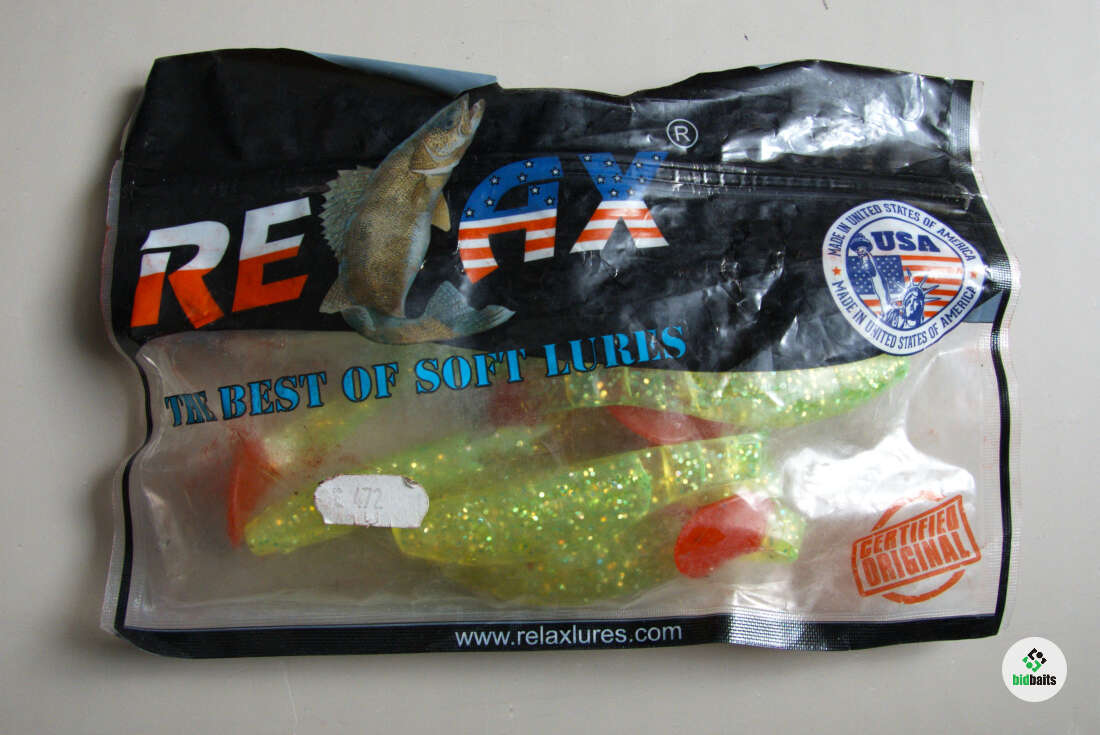 RELAX®
MADE IN UNITED STATES OF AMERICA
USA
MADE IN UNITED STATES OF AMERICA
THE BEST OF SOFT LURES
472
CERTIFIED
ORIGINAL
www.relaxlures.com
bidbaits